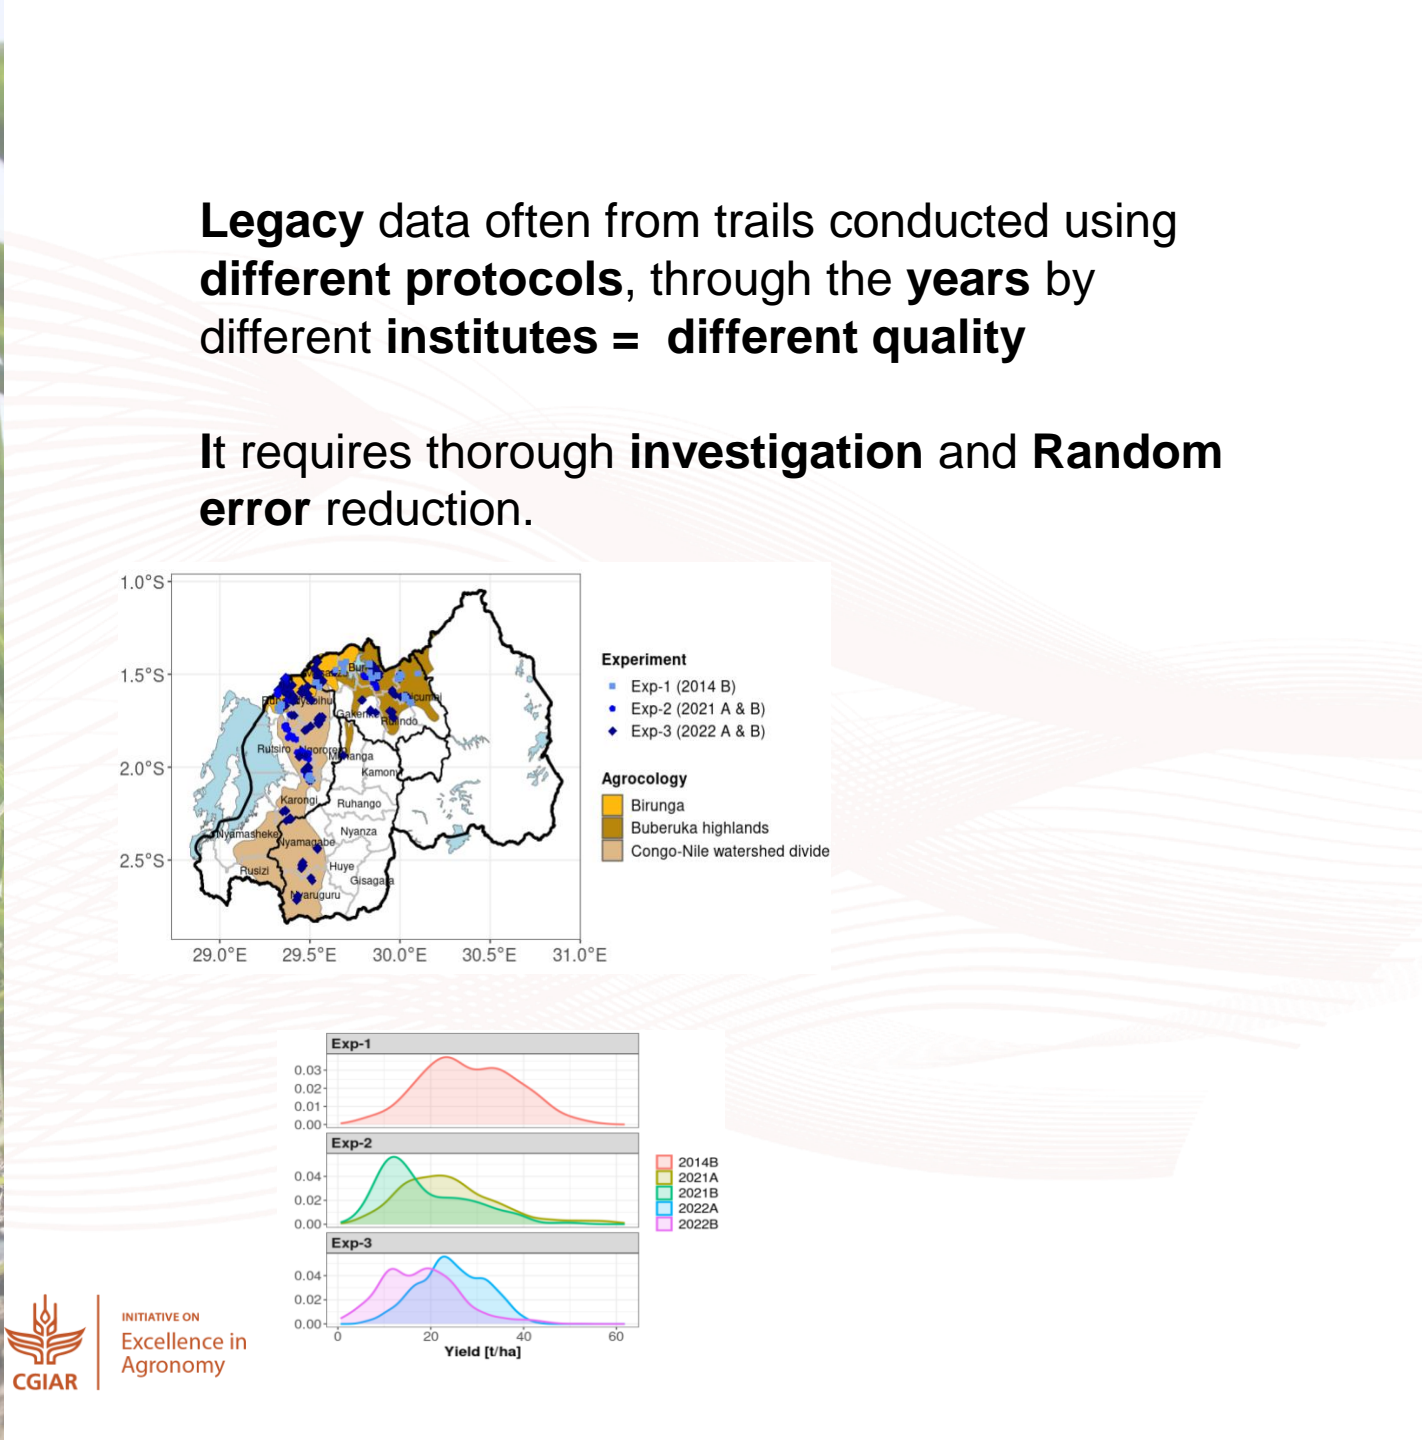 Legacy data often from trails conducted using
different protocols, through the years by
different institutes = different quality
It requires thorough investigation and Random
error reduction.
1.0°S
1.5°S
2.0°S
2.5°S
29.0°E 29.5°E 30.0°E 30.5°E 31.0°E
Rutsiro
Rulindo
Kamon
Karongi
Ruhango
Nyamasheke
Nyamagabe
Nyanza
Rusizi
Huye
Gisagara
Experiment
Exp-1 (2014 B)
Exp-2 (2021 A & B)
Exp-3 (2022 A & B)
Agrocology
Birunga
Buberuka highlands
Congo-Nile watershed divide
Exp-1
0.03
0.02
0.01
0.00
Exp-2
0.04
0.02
0.00
Exp-3
0.04
0.02
0.00
0 20 40 60
Yield [t/ha]
2014B
2021A
2021B
2022A
2022B
CGIAR
INITIATIVE ON
Excellence in
Agronomy